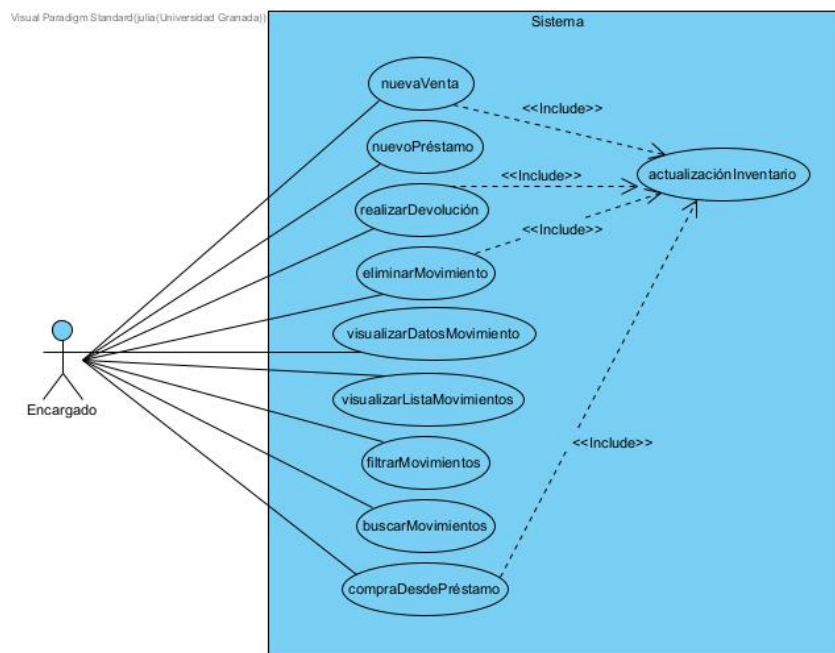 Visual Paradigm Standard(julia(Universidad Granada))
Sistema
nuevaVenta
<<Include>>
nuevoPréstamo
<<Include>>
actualizaciónInventario
realizarDevolución
<<Include>>
eliminarMovimiento
visualizarDatosMovimiento
visualizarListaMovimientos
Encargado
<<Include>>
filtrarMovimientos
buscarMovimientos
compraDesdePréstamo